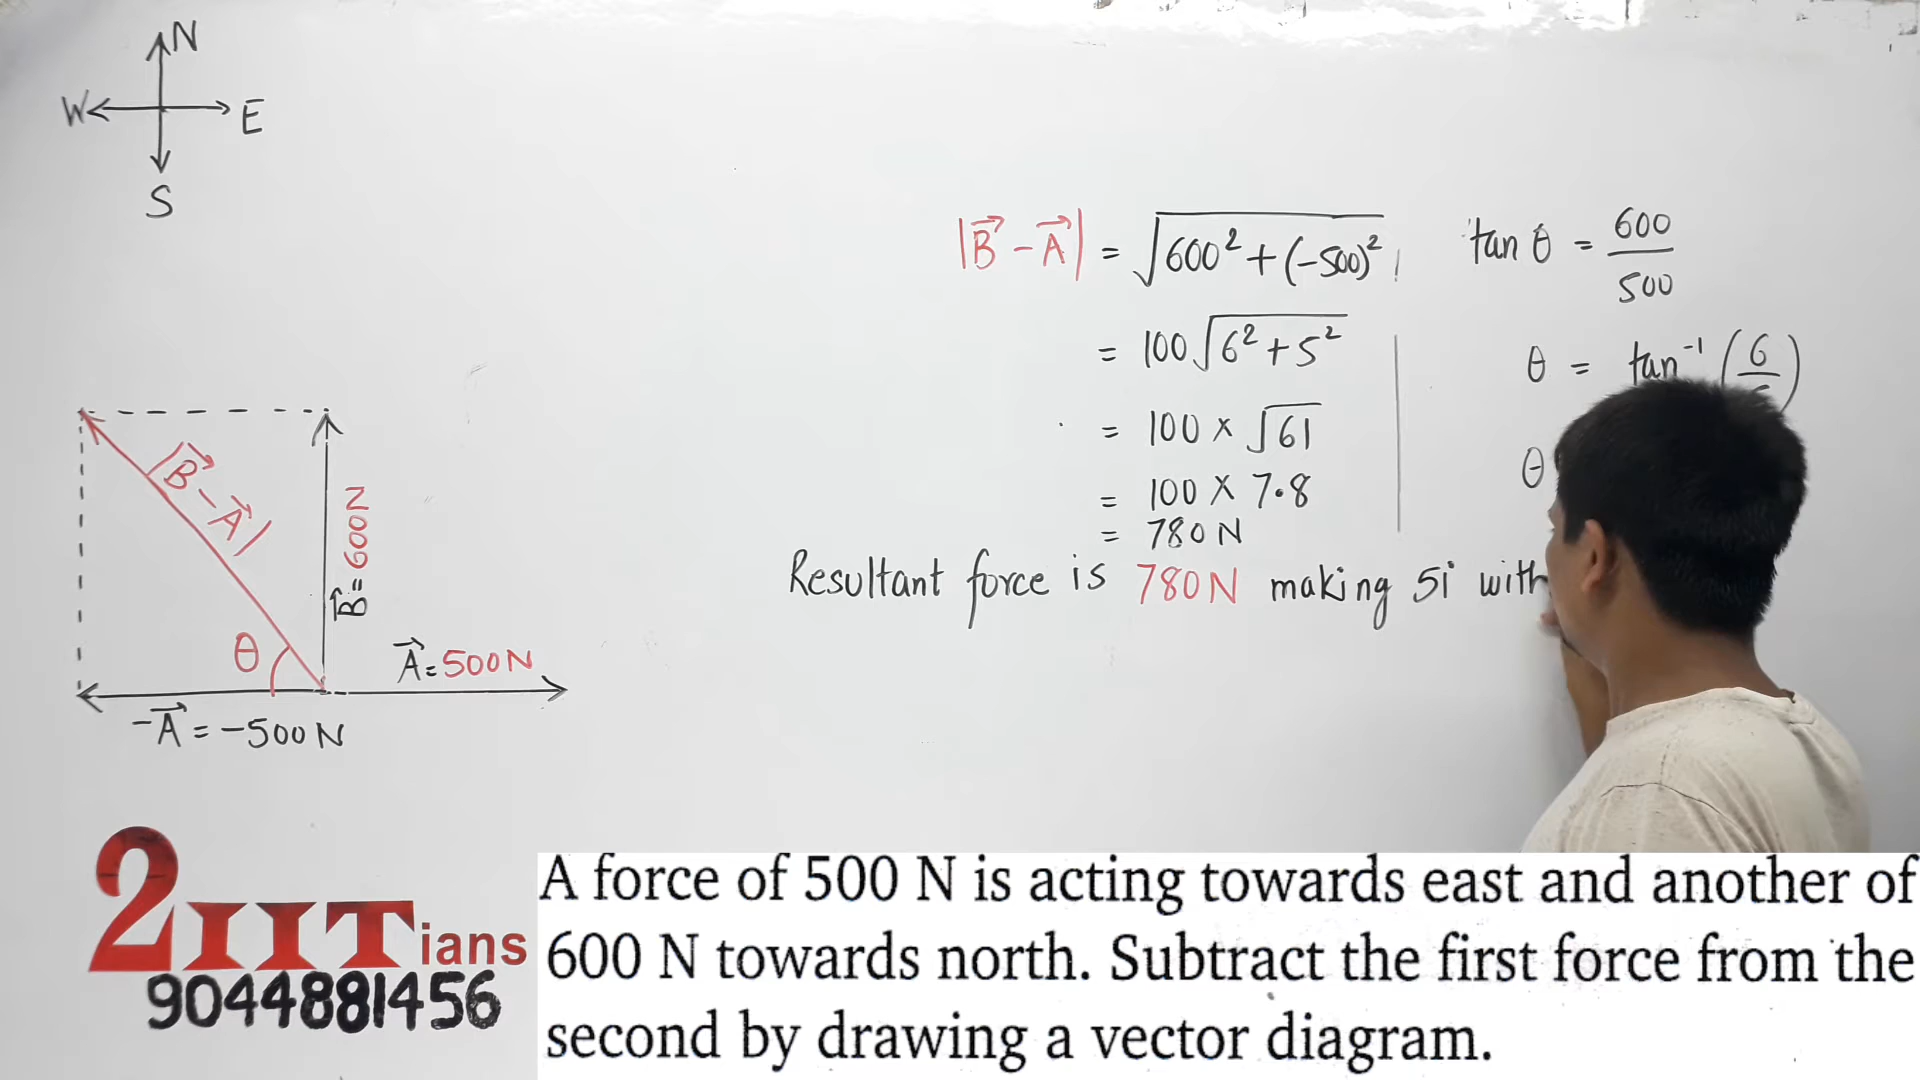 N
W E
S
|B⃗ - A⃗| = √600² + (-500)²
= 100√6² + 5²
= 100 × √61
= 100 × 7.8
= 780 N
tan θ = 600/500
θ = tan⁻¹ (6
θ
Resultant force is 780N making 51° with
|B⃗ - A⃗|
B⃗ = 600N
θ
A⃗ = 500N
-A⃗ = -500N
2IITians
9044881456
A force of 500 N is acting towards east and another of
600 N towards north. Subtract the first force from the
second by drawing a vector diagram.